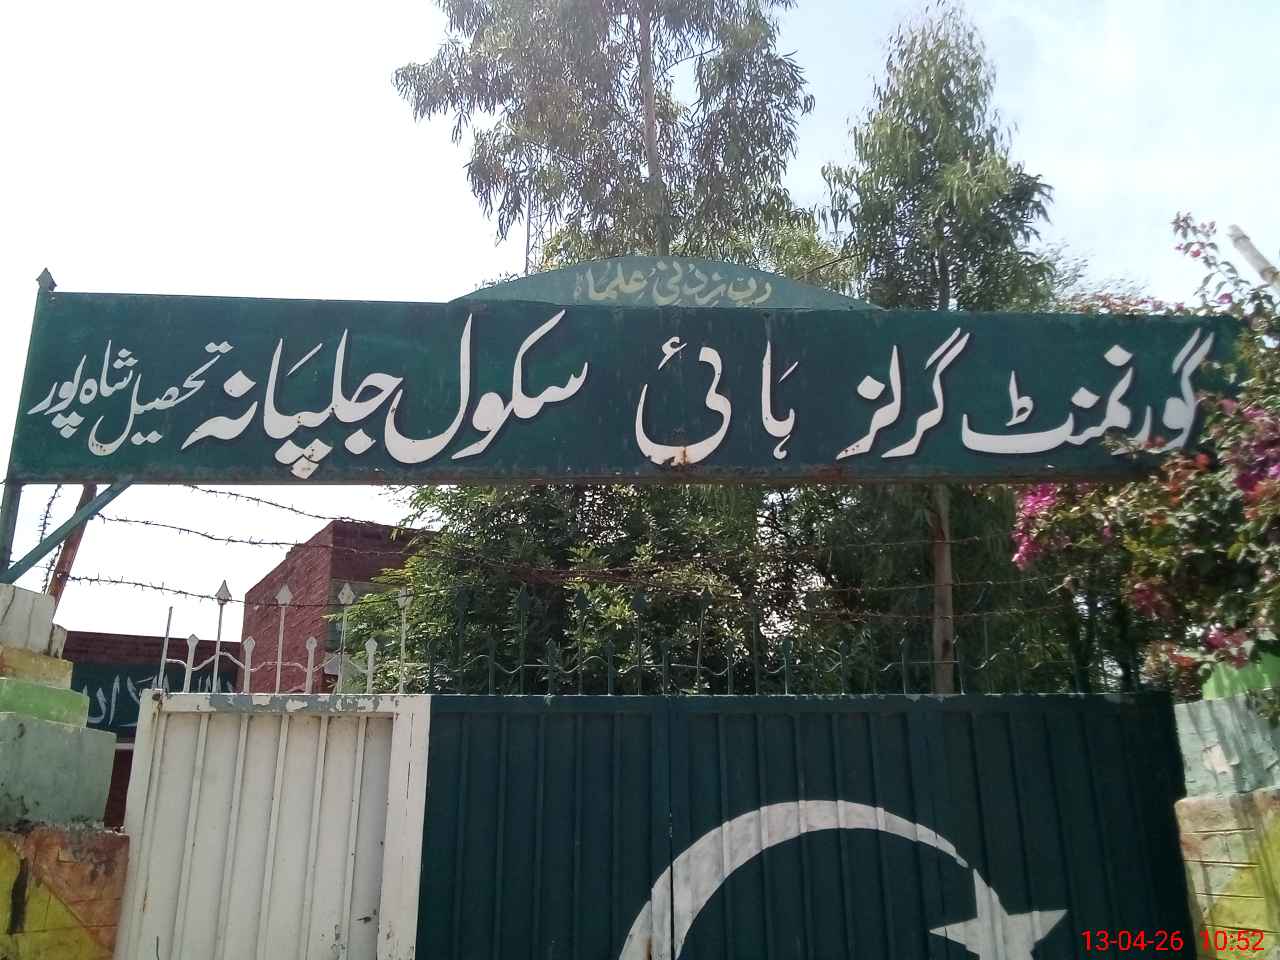 رب زدنی علما
گورنمنٹ گرلز ہائی سکول جلپانہ تحصیل شاہ پور
13-04-26 10:52